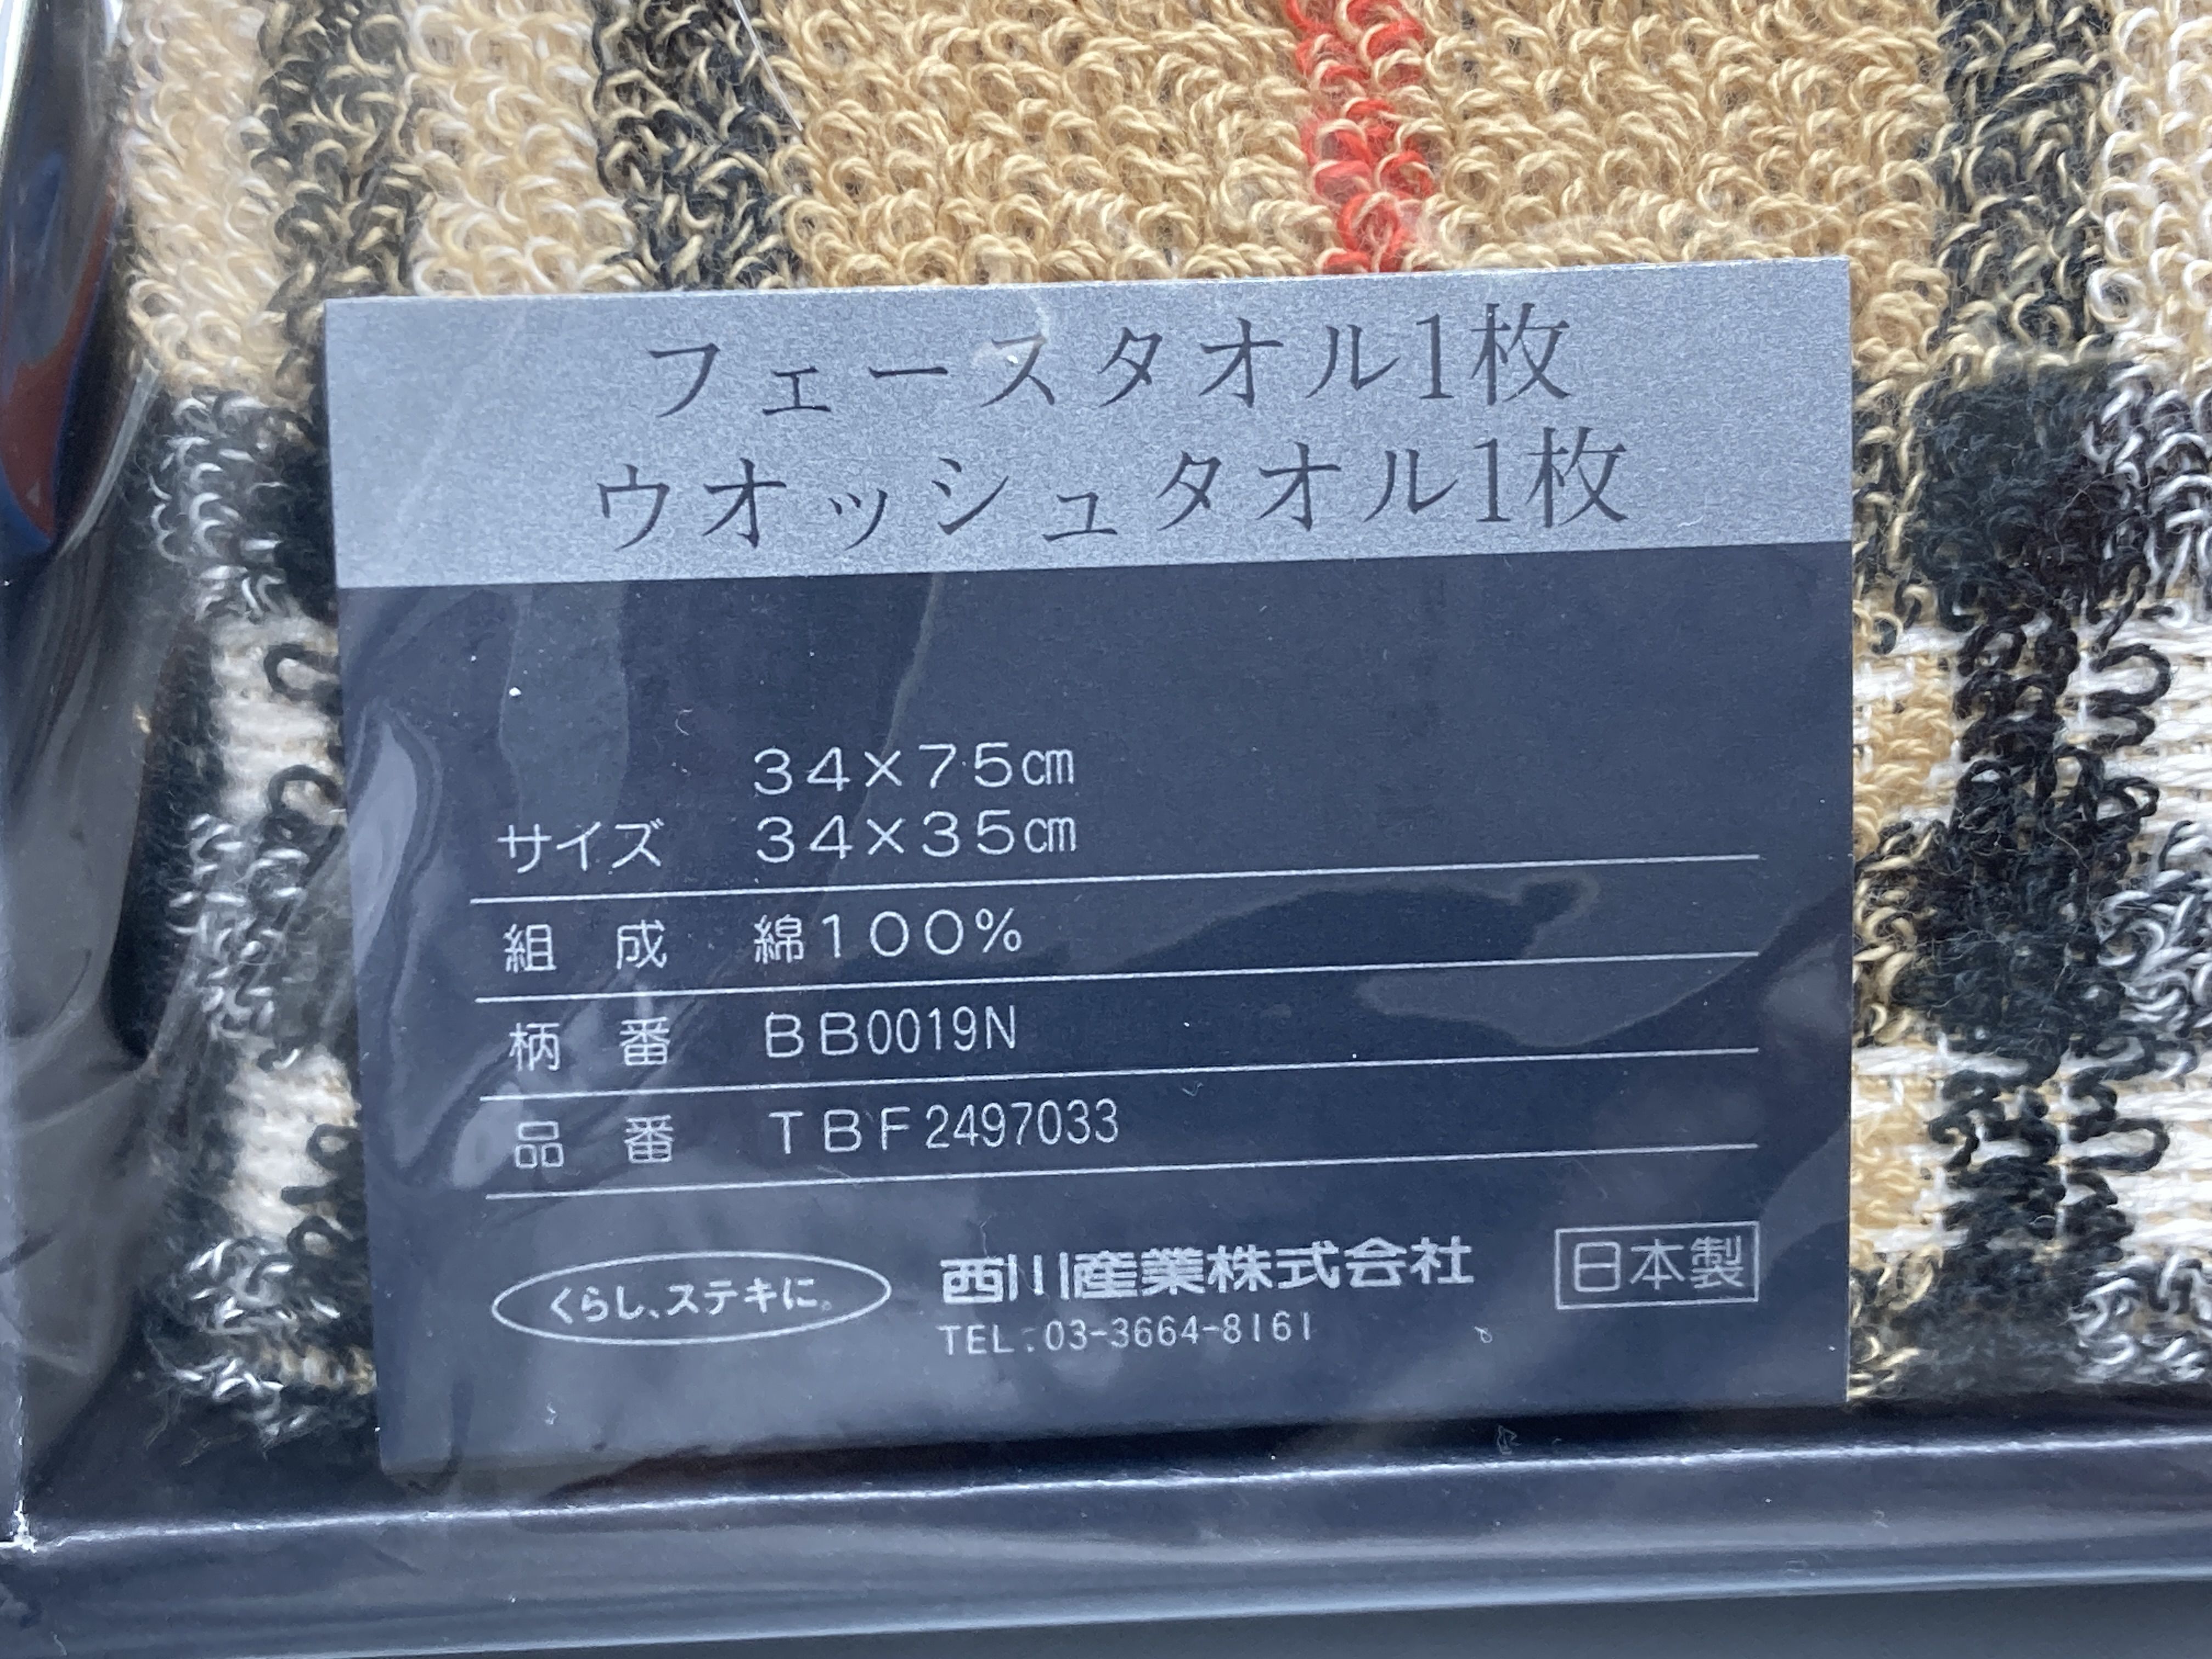 フェースタオル1枚
ウオッシュタオル1枚
34×75㎝
サイズ 34×35㎝
組 成 綿100%
柄 番 BB0019N
品 番 TBF2497033
くらし、ステキに。
西川産業株式会社
TEL.03-3664-8161
日本製